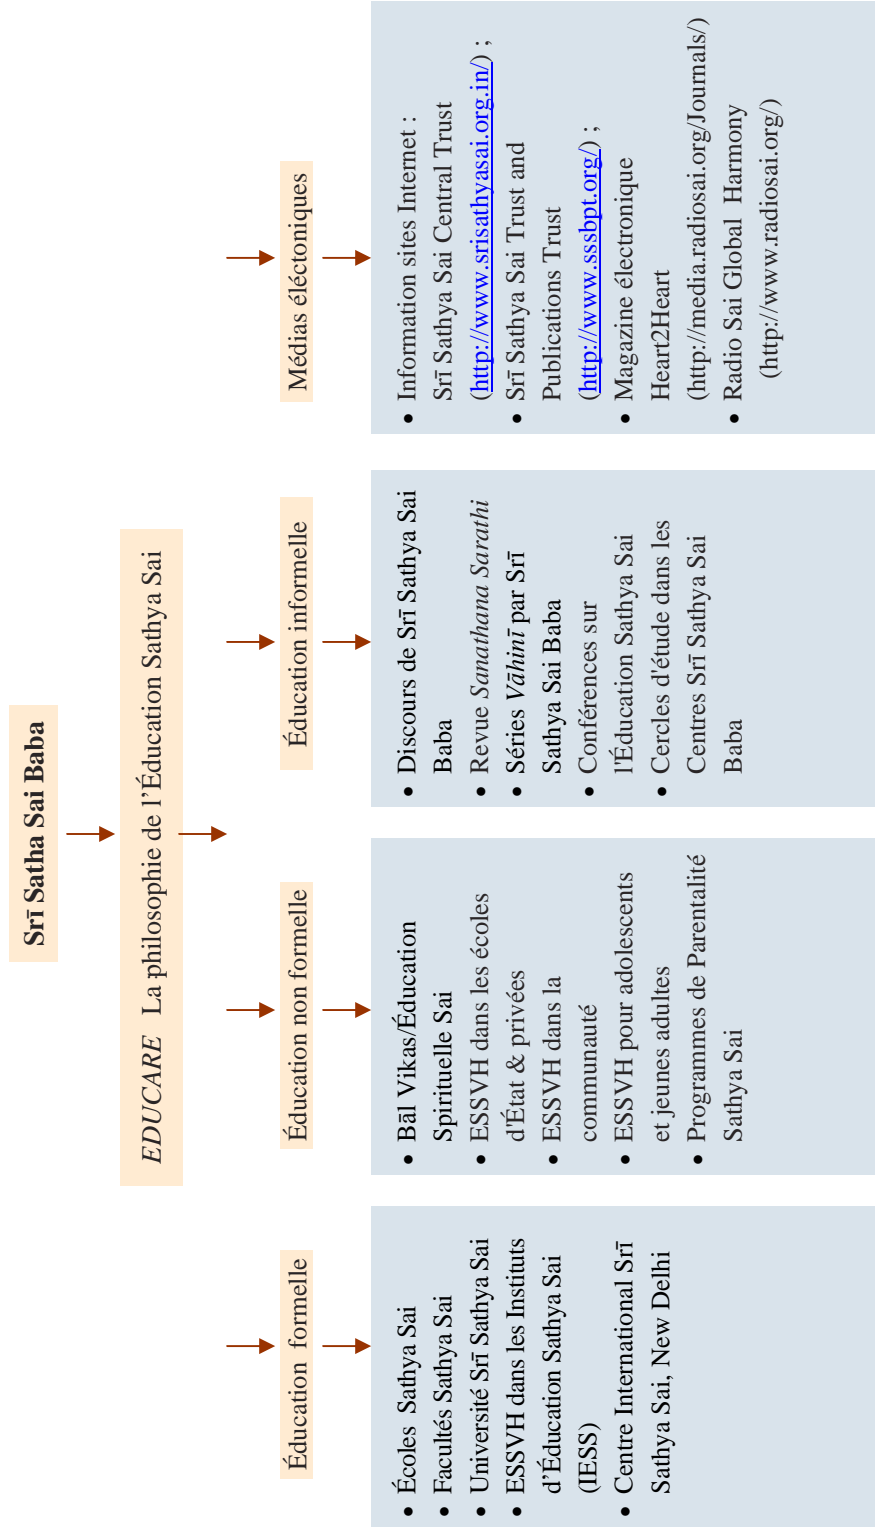 Srī Satha Sai Baba
EDUCARE La philosophie de l’Éducation Sathya Sai
Éducation formelle
• Écoles Sathya Sai
• Facultés Sathya Sai
• Université Srī Sathya Sai
• ESSVH dans les Instituts
d’Éducation Sathya Sai
(IESS)
• Centre International Srī
Sathya Sai, New Delhi
Éducation non formelle
• Bāl Vikas/Éducation
Spirituelle Sai
• ESSVH dans les écoles
d'État & privées
• ESSVH dans la
communauté
• ESSVH pour adolescents
et jeunes adultes
• Programmes de Parentalité
Sathya Sai
Éducation informelle
• Discours de Srī Sathya Sai
Baba
• Revue Sanathana Sarathi
• Séries Vāhinī par Srī
Sathya Sai Baba
• Conférences sur
l'Éducation Sathya Sai
• Cercles d'étude dans les
Centres Srī Sathya Sai
Baba
Médias éléctoniques
• Information sites Internet :
Srī Sathya Sai Central Trust
(http://www.srisathyasai.org.in/) ;
• Srī Sathya Sai Trust and
Publications Trust
(http://www.sssbpt.org/) ;
• Magazine électronique
Heart2Heart
(http://media.radiosai.org/Journals/)
• Radio Sai Global Harmony
(http://www.radiosai.org/)